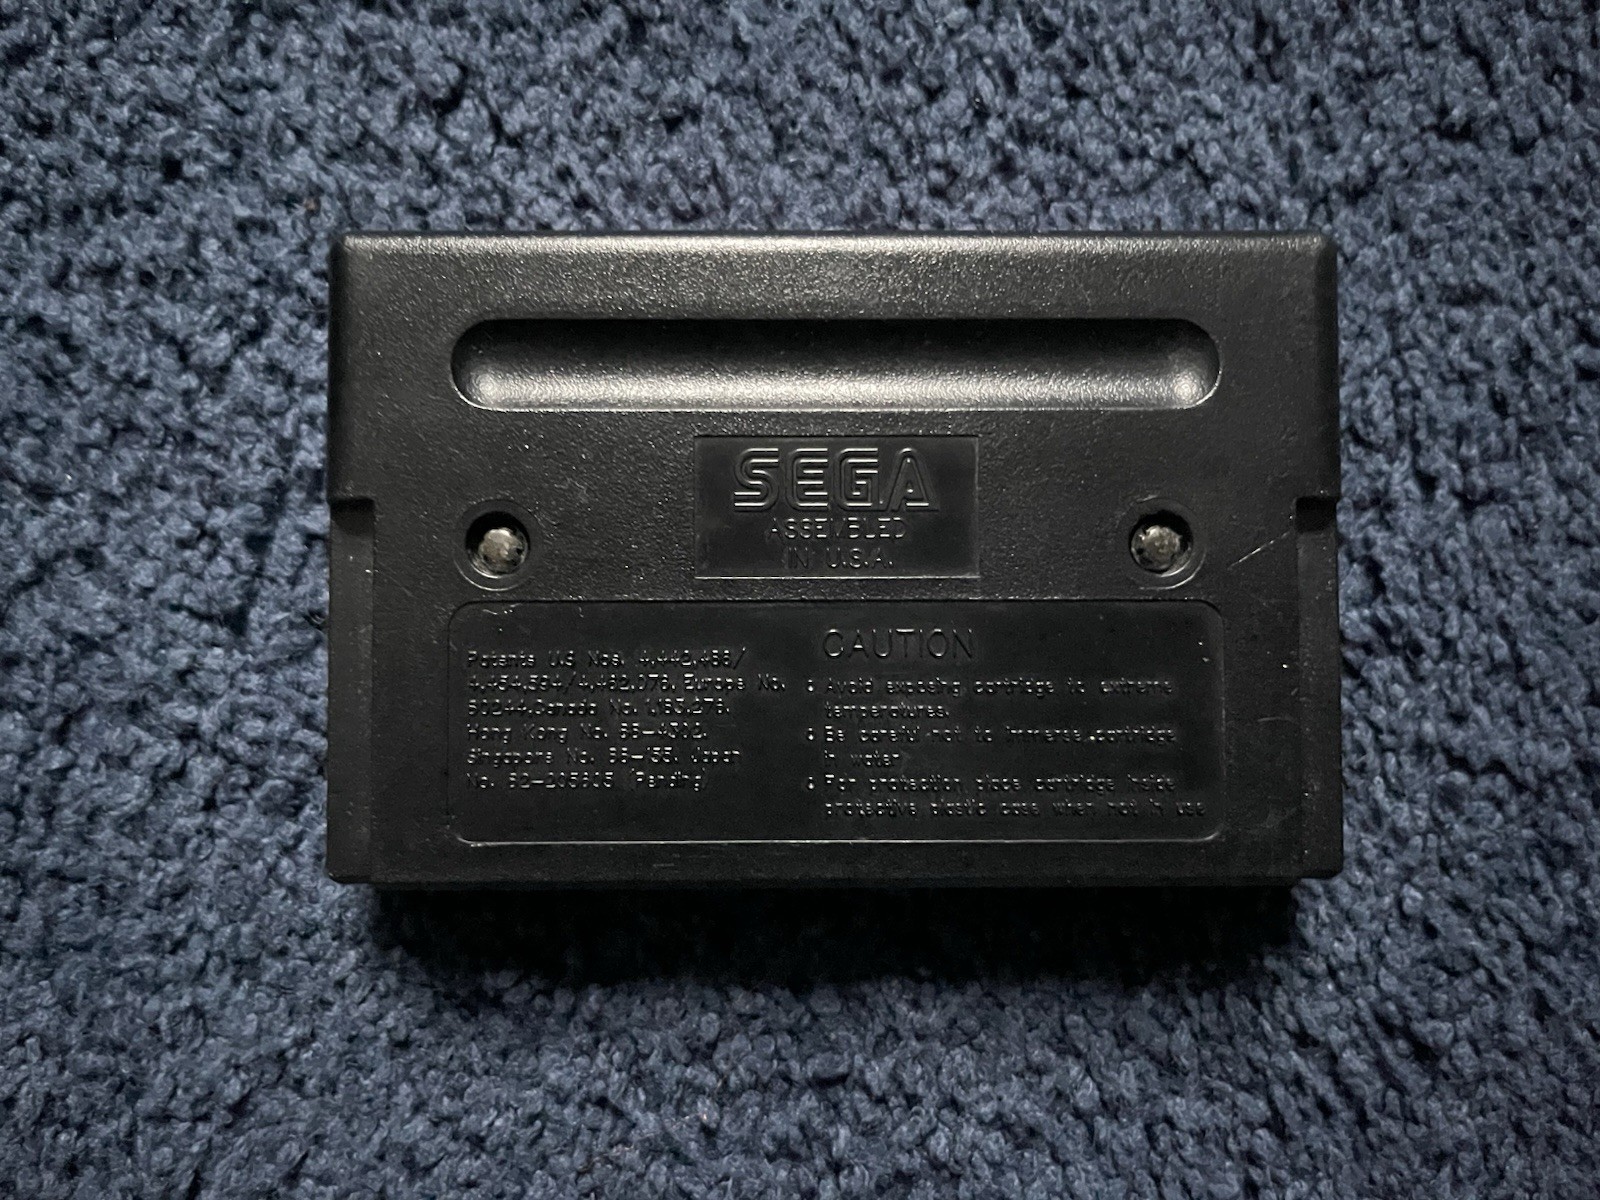 SEGA
ASSEMBLED
IN U.S.A.
Patents U.S Nos. 4,442,486/
4,454,594/4,462,076. Europe No.
80244.Canada No. 1,183,276.
Hong Kong No. 88-4302.
Singapore No. 88-155. Japan
No. 82-205605 (Pending)
CAUTION
Avoid exposing cartridge to extreme
temperatures.
Be careful not to immerse cartridge
in water
For protection place cartridge inside
protective plastic case when not in use